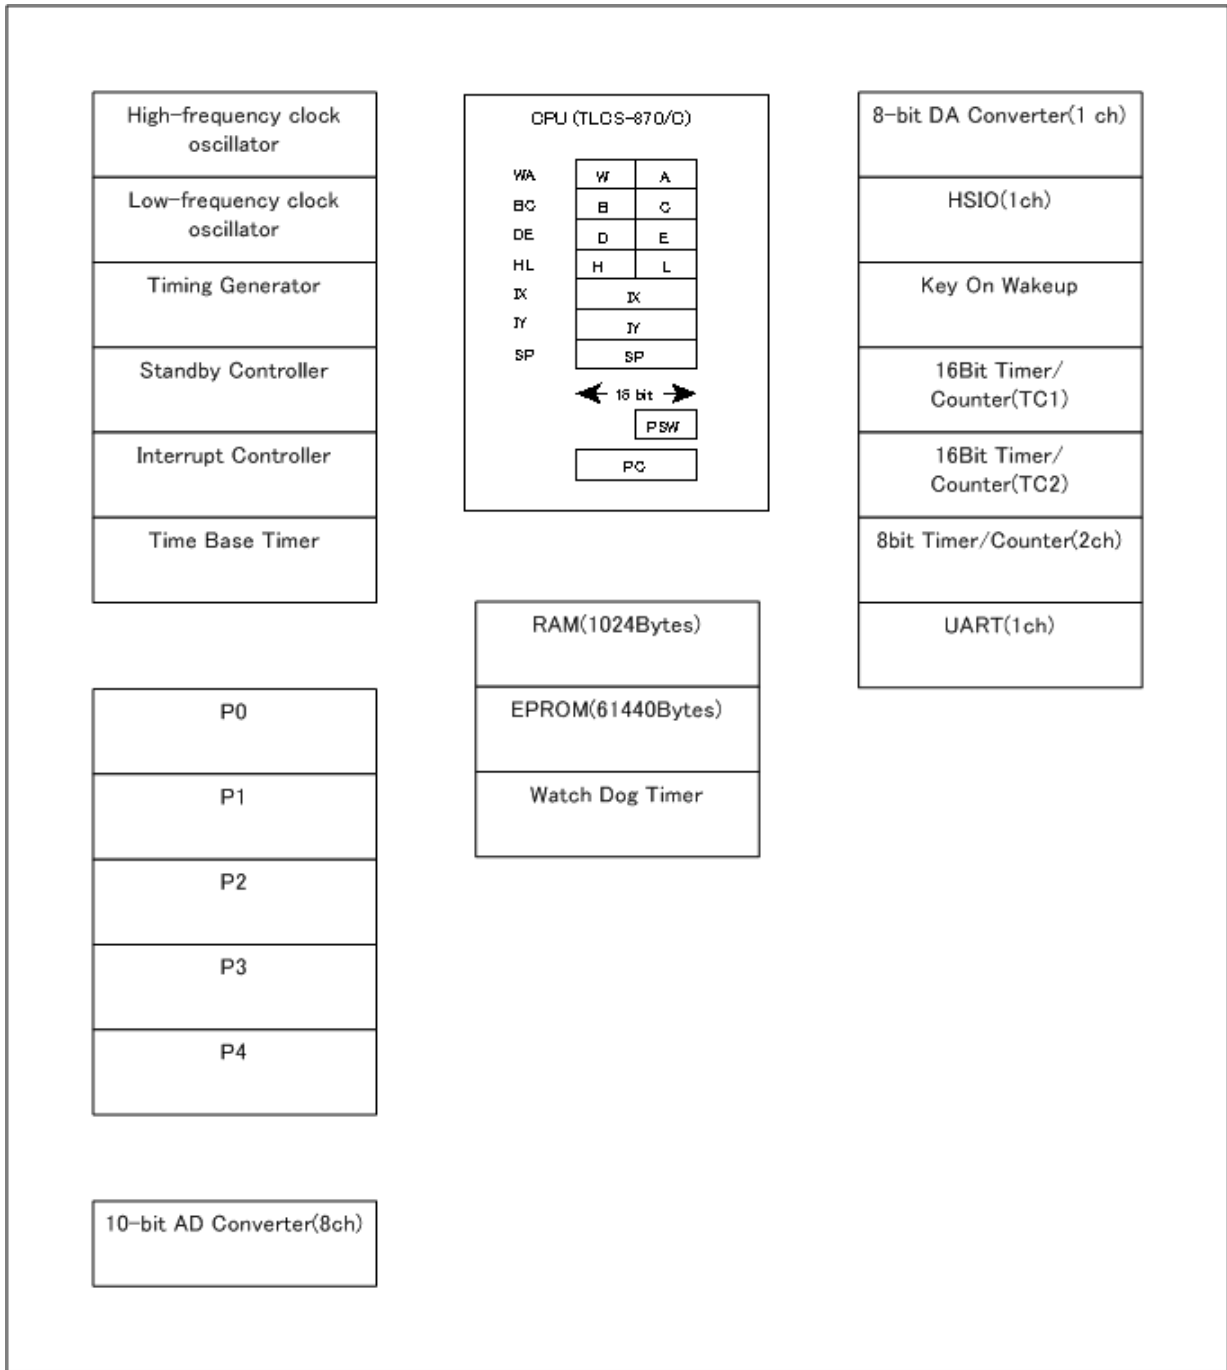 High-frequency clock
oscillator
Low-frequency clock
oscillator
Timing Generator
Standby Controller
Interrupt Controller
Time Base Timer
P0
P1
P2
P3
P4
10-bit AD Converter(8ch)
CPU (TLCS-870/C)
WA W A
BC B C
DE D E
HL H L
IX IX
IY IY
SP SP
16 bit
PSW
PC
RAM(1024Bytes)
EPROM(61440Bytes)
Watch Dog Timer
8-bit DA Converter(1 ch)
HSIO(1ch)
Key On Wakeup
16Bit Timer/
Counter(TC1)
16Bit Timer/
Counter(TC2)
8bit Timer/Counter(2ch)
UART(1ch)